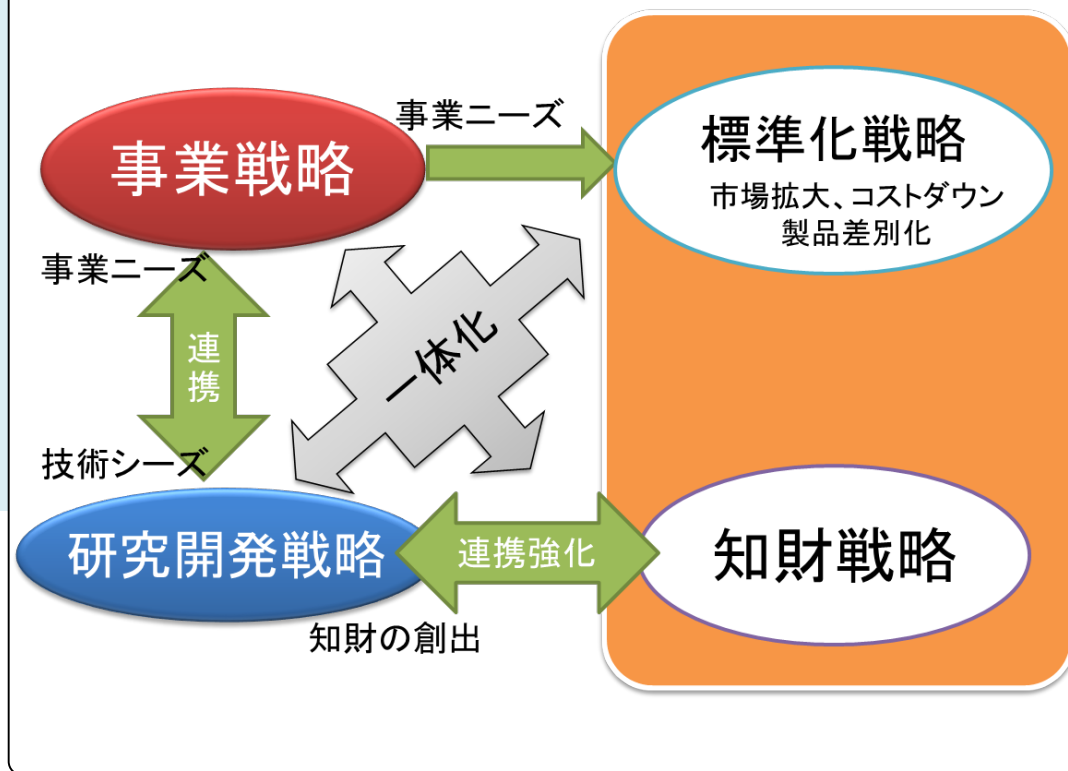 事業ニーズ
事業戦略
標準化戦略
市場拡大、コストダウン
製品差別化
事業ニーズ
連
携
一体化
技術シーズ
研究開発戦略
連携強化
知財戦略
知財の創出